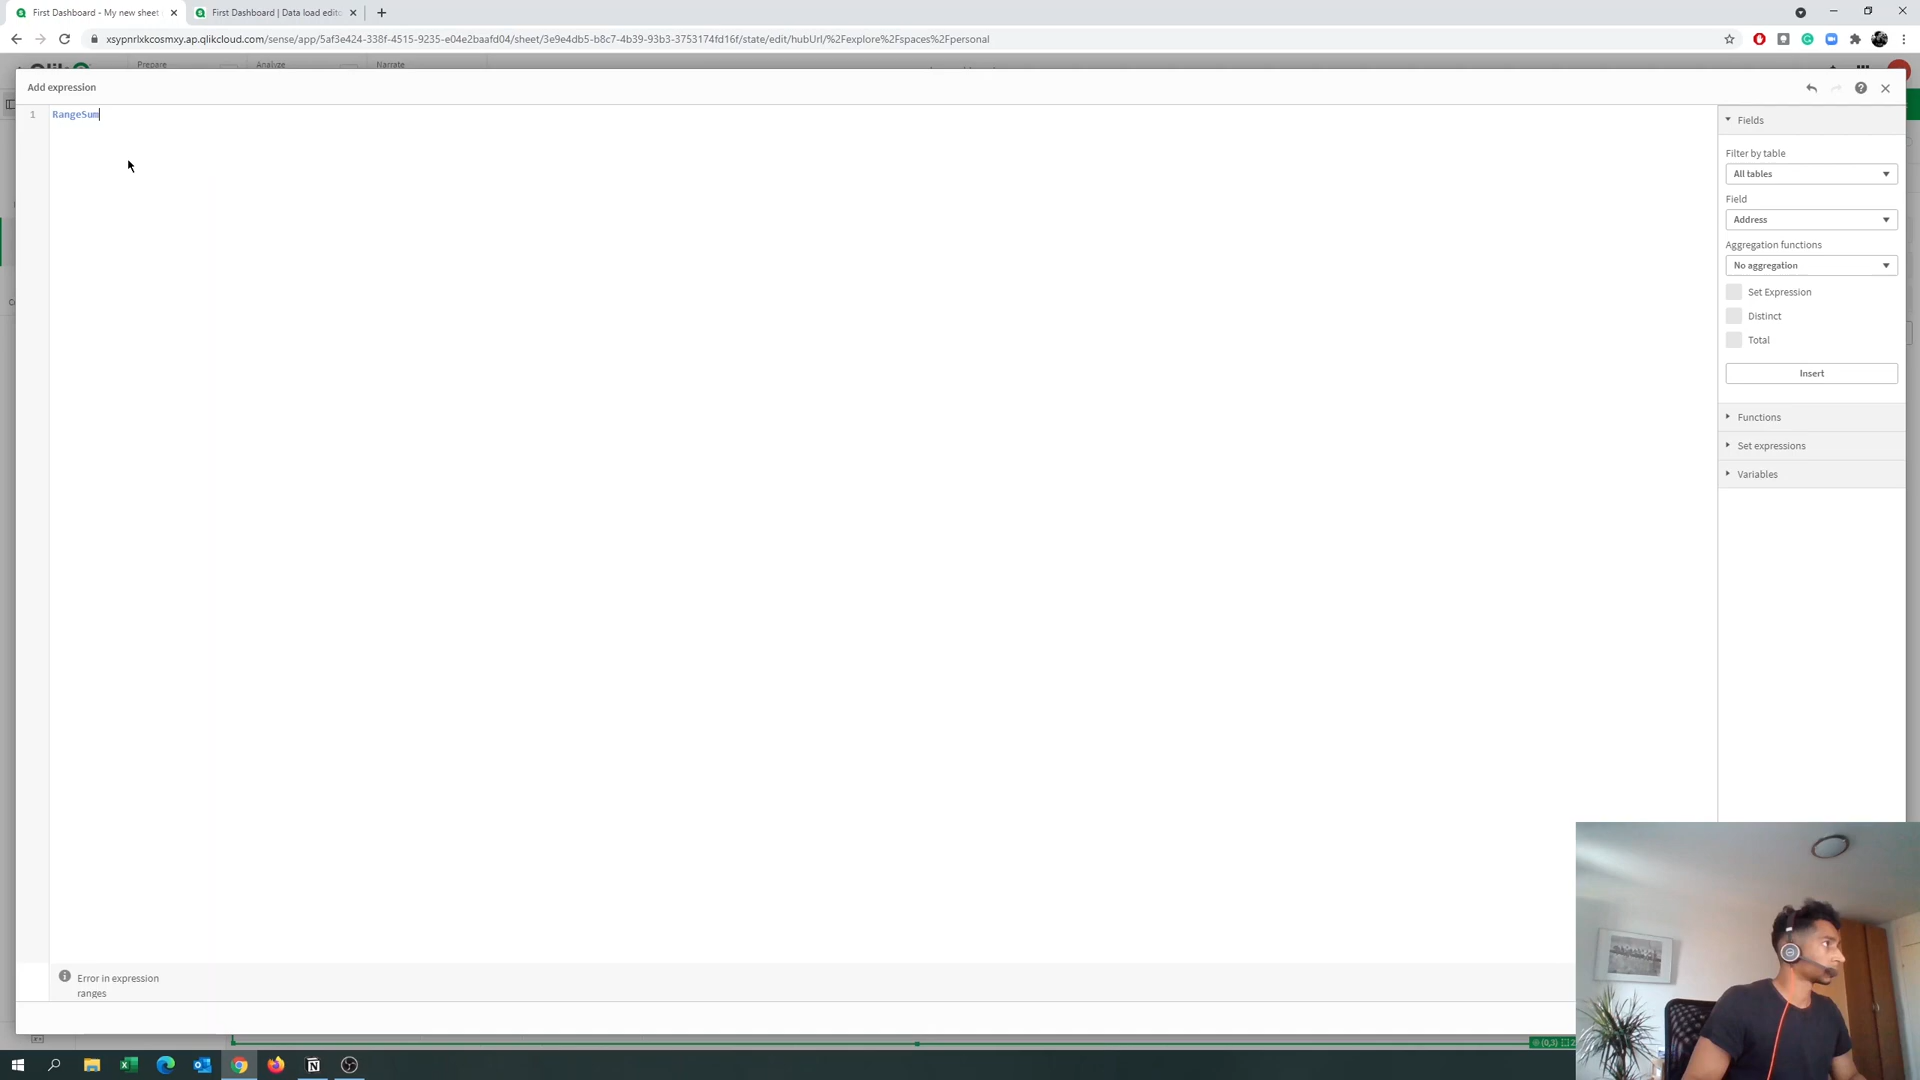 First Dashboard - My new sheet
First Dashboard | Data load edito
xsypnrlxkcosmxy.ap.qlikcloud.com/sense/app/5af3e424-338f-4515-9235-e04e2baafd04/sheet/3e9e4db5-b8c7-4b39-93b3-3753174fd16f/state/edit/hubUrl/%2Fexplore%2Fspaces%2Fpersonal
Prepare
Analyze
Narrate
Add expression
1 RangeSum
Fields
Filter by table
All tables
Field
Address
Aggregation functions
No aggregation
Set Expression
Distinct
Total
Insert
Functions
Set expressions
Variables
Error in expression
ranges
(0,3)